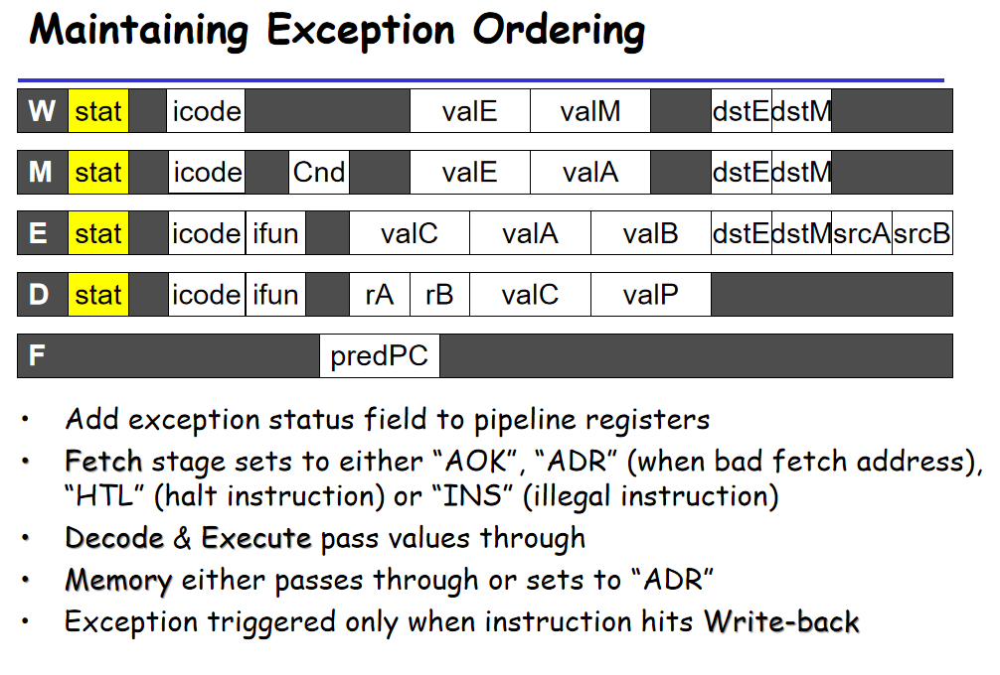 Maintaining Exception Ordering
W stat icode valE valM dstE dstM
M stat icode Cnd valE valA dstE dstM
E stat icode ifun valC valA valB dstE dstM srcA srcB
D stat icode ifun rA rB valC valP
F predPC
• Add exception status field to pipeline registers
• Fetch stage sets to either “AOK”, “ADR” (when bad fetch address),
“HTL” (halt instruction) or “INS” (illegal instruction)
• Decode & Execute pass values through
• Memory either passes through or sets to “ADR”
• Exception triggered only when instruction hits Write-back